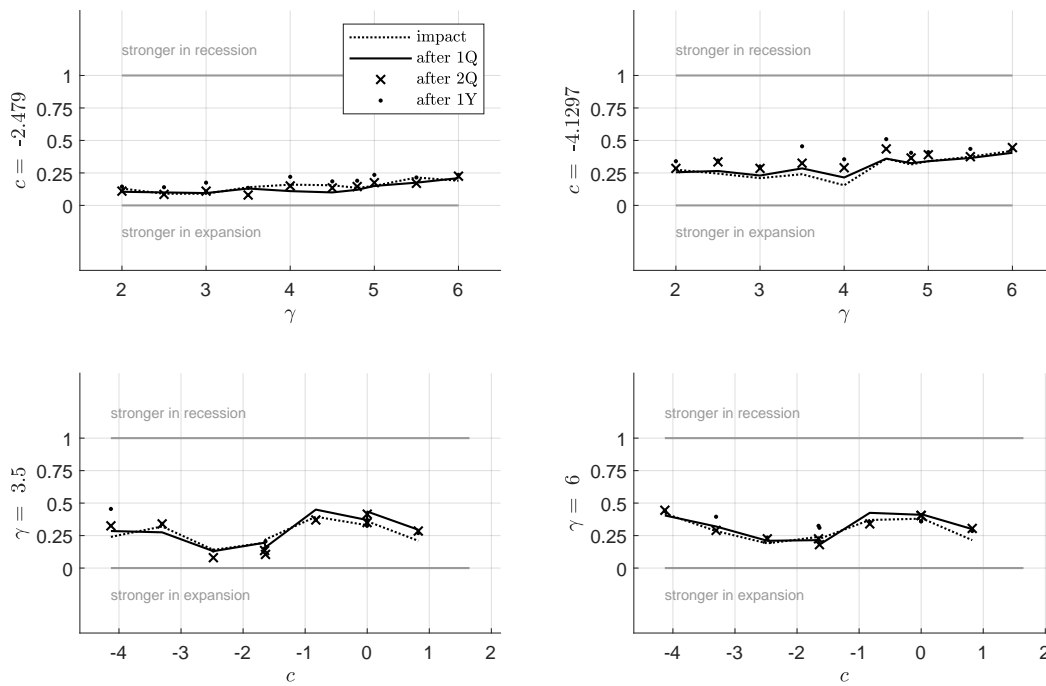 stronger in recession
impact
after 1Q
after 2Q
after 1Y
1
0.75
0.5
0.25
0
c = -2.479
stronger in expansion
2 3 4 5 6
γ
stronger in recession
1
0.75
0.5
0.25
0
c = -4.1297
stronger in expansion
2 3 4 5 6
γ
stronger in recession
1
0.75
0.5
0.25
0
γ = 3.5
stronger in expansion
-4 -3 -2 -1 0 1 2
c
stronger in recession
1
0.75
0.5
0.25
0
γ = 6
stronger in expansion
-4 -3 -2 -1 0 1 2
c